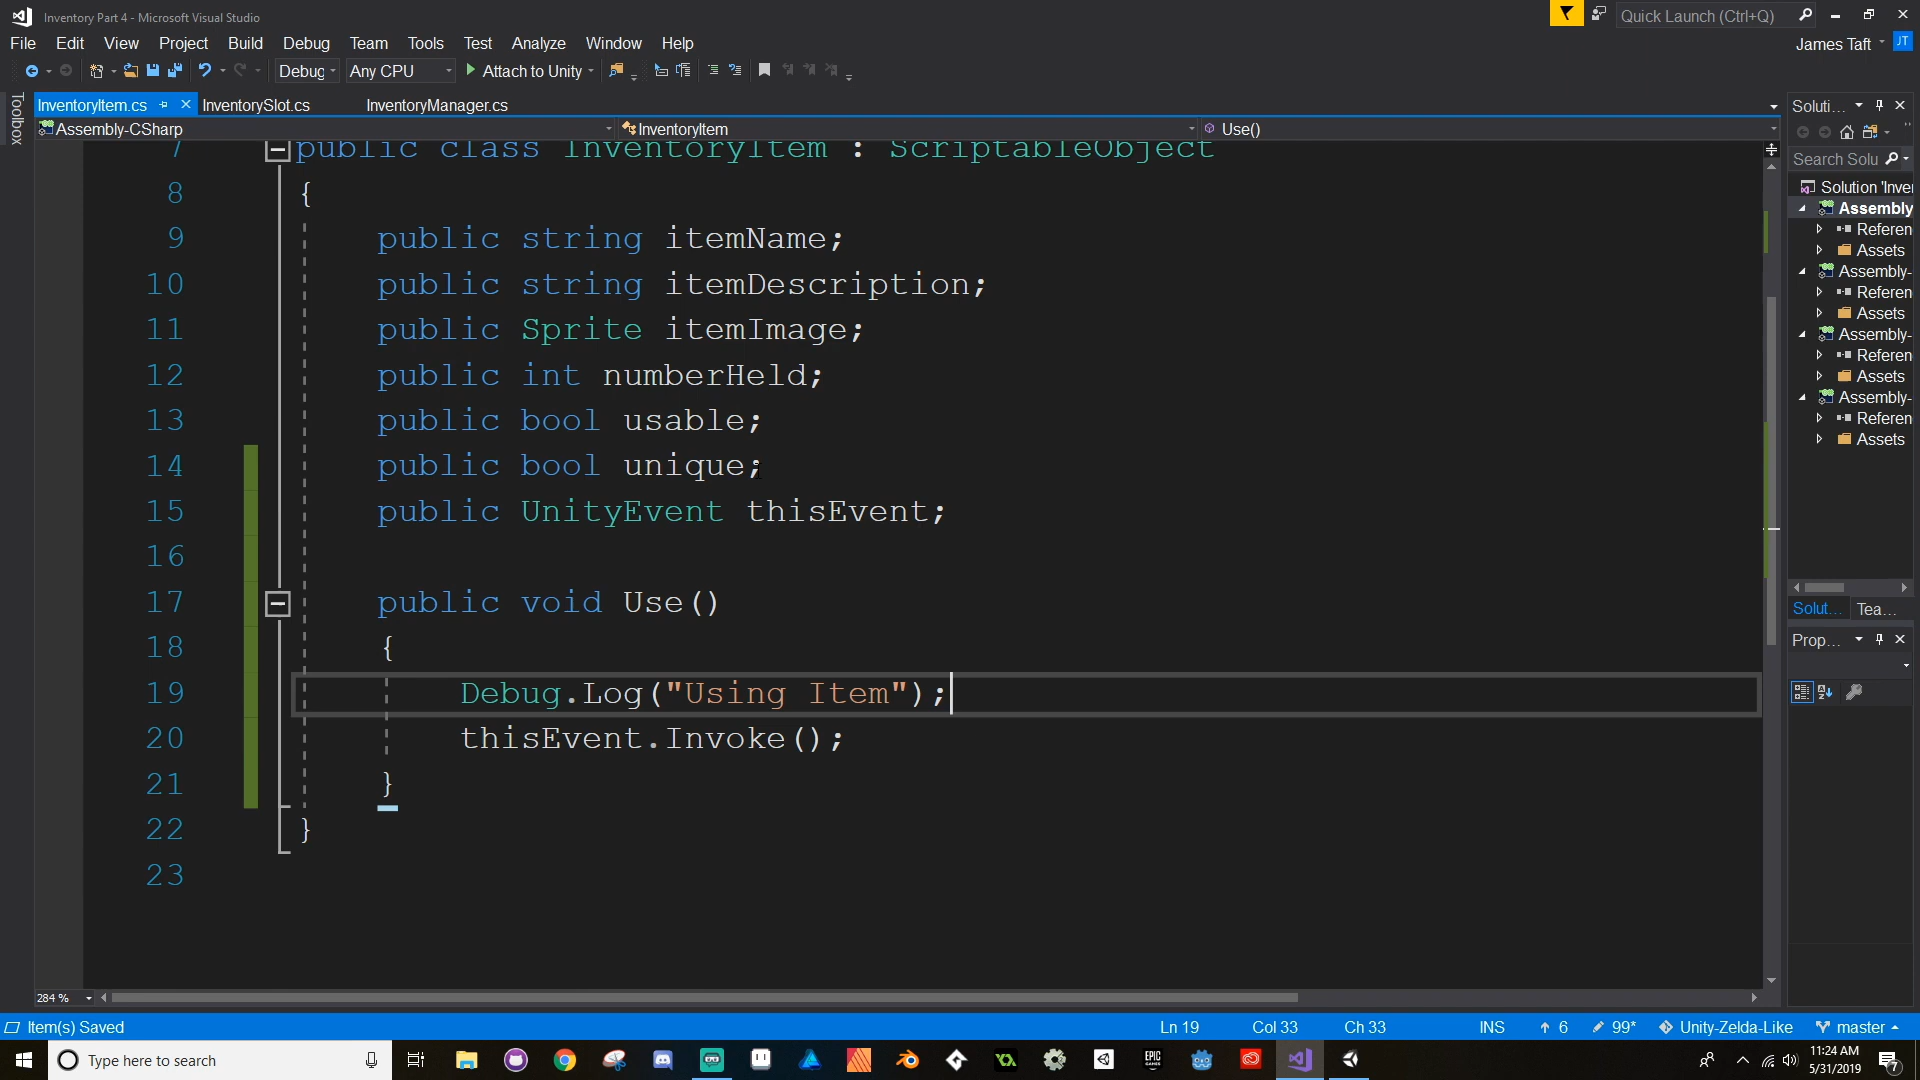 Inventory Part 4 - Microsoft Visual Studio
Quick Launch (Ctrl+Q)
File Edit View Project Build Debug Team Tools Test Analyze Window Help
James Taft JT
Debug Any CPU Attach to Unity
Toolbox
InventoryItem.cs InventorySlot.cs InventoryManager.cs
Assembly-CSharp InventoryItem Use()
7 public class InventoryItem : ScriptableObject
8 {
9 public string itemName;
10 public string itemDescription;
11 public Sprite itemImage;
12 public int numberHeld;
13 public bool usable;
14 public bool unique;
15 public UnityEvent thisEvent;
16
17 public void Use()
18 {
19 Debug.Log("Using Item");
20 thisEvent.Invoke();
21 }
22 }
23
284 %
Soluti...
Search Solu
Solution 'Inve
Assembly
Referen
Assets
Assembly-
Referen
Assets
Assembly-
Referen
Assets
Assembly-
Referen
Assets
Solut... Tea...
Prop...
Item(s) Saved Ln 19 Col 33 Ch 33 INS 6 99* Unity-Zelda-Like master
Type here to search
EPIC GAMES
11:24 AM
5/31/2019
7